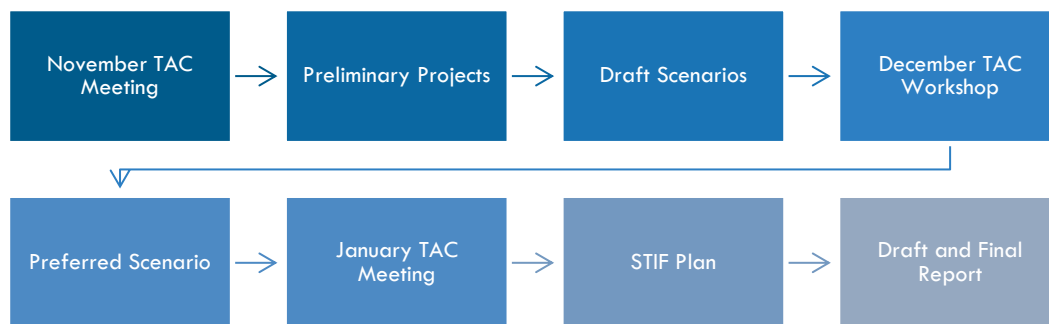 November TAC
Meeting
Preliminary Projects
Draft Scenarios
December TAC
Workshop
Preferred Scenario
January TAC
Meeting
STIF Plan
Draft and Final
Report